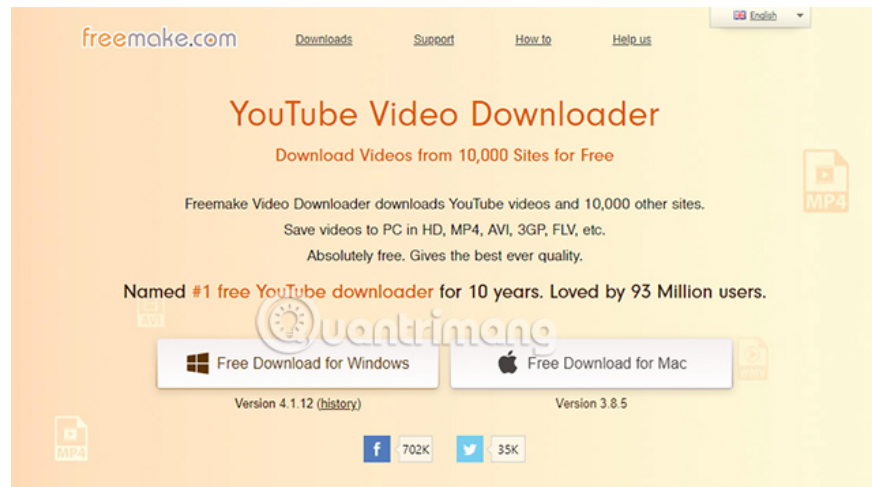 English
freemake.com Downloads Support How to Help us
YouTube Video Downloader
Download Videos from 10,000 Sites for Free
MP4
Freemake Video Downloader downloads YouTube videos and 10,000 other sites.
Save videos to PC in HD, MP4, AVI, 3GP, FLV, etc.
Absolutely free. Gives the best ever quality.
Named #1 free YouTube downloader for 10 years. Loved by 93 Million users.
AVI
Quantrimang
Free Download for Windows Free Download for Mac
Version 4.1.12 (history) Version 3.8.5
MP4
f 702K 35K